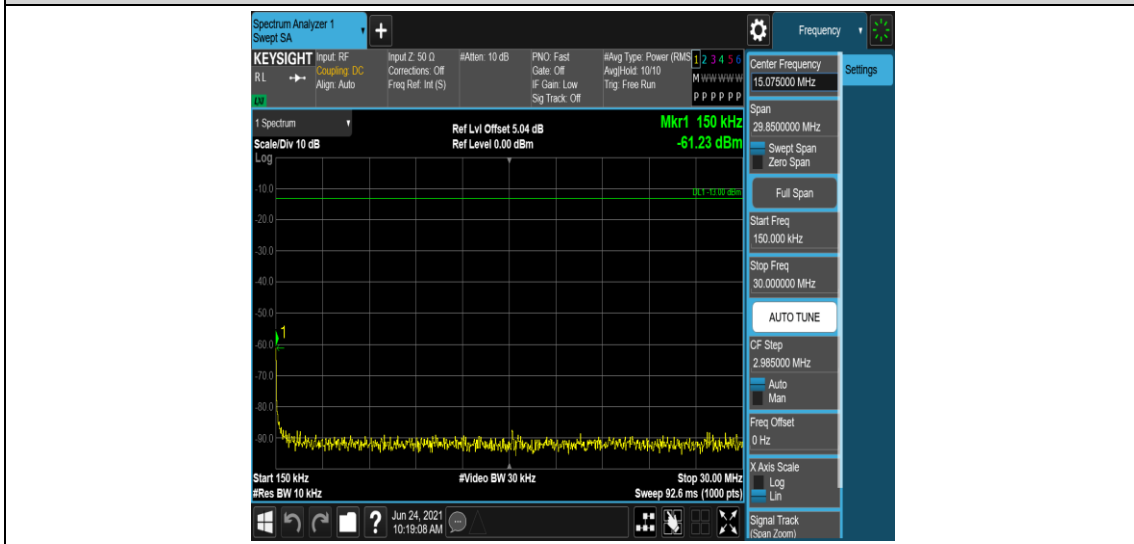 Spectrum Analyzer 1
Swept SA
+
Frequency
KEYSIGHT
RL
LXI
Input: RF
Coupling: DC
Align: Auto
Input Z: 50 Ω
Corrections: Off
Freq Ref: Int (S)
#Atten: 10 dB
PNO: Fast
Gate: Off
IF Gain: Low
Sig Track: Off
#Avg Type: Power (RMS
Avg|Hold: 10/10
Trig: Free Run
1 2 3 4 5 6
M W W W W W
P P P P P P
1 Spectrum
Scale/Div 10 dB
Log
Ref Lvl Offset 5.04 dB
Ref Level 0.00 dBm
Mkr1 150 kHz
-61.23 dBm
DL1 -13.00 dBm
-10.0
-20.0
-30.0
-40.0
-50.0
1
-60.0
-70.0
-80.0
-90.0
Start 150 kHz
#Res BW 10 kHz
#Video BW 30 kHz
Stop 30.00 MHz
Sweep 92.6 ms (1000 pts)
?
Jun 24, 2021
10:19:08 AM
Center Frequency
15.075000 MHz
Settings
Span
29.8500000 MHz
Swept Span
Zero Span
Full Span
Start Freq
150.000 kHz
Stop Freq
30.000000 MHz
AUTO TUNE
CF Step
2.985000 MHz
Auto
Man
Freq Offset
0 Hz
X Axis Scale
Log
Lin
Signal Track
(Span Zoom)